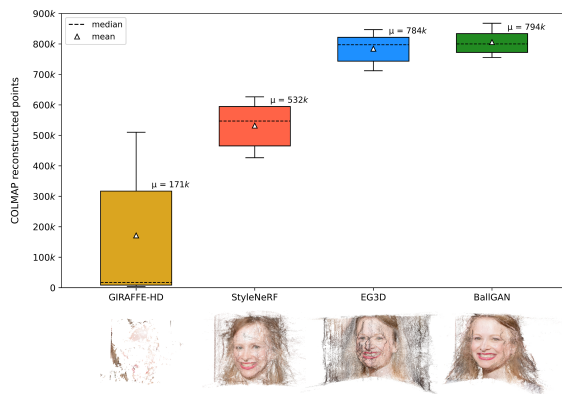 900k
800k
700k
600k
500k
400k
300k
200k
100k
0
COLMAP reconstructed points
median
mean
μ = 171k
μ = 532k
μ = 784k
μ = 794k
GIRAFFE-HD
StyleNeRF
EG3D
BallGAN